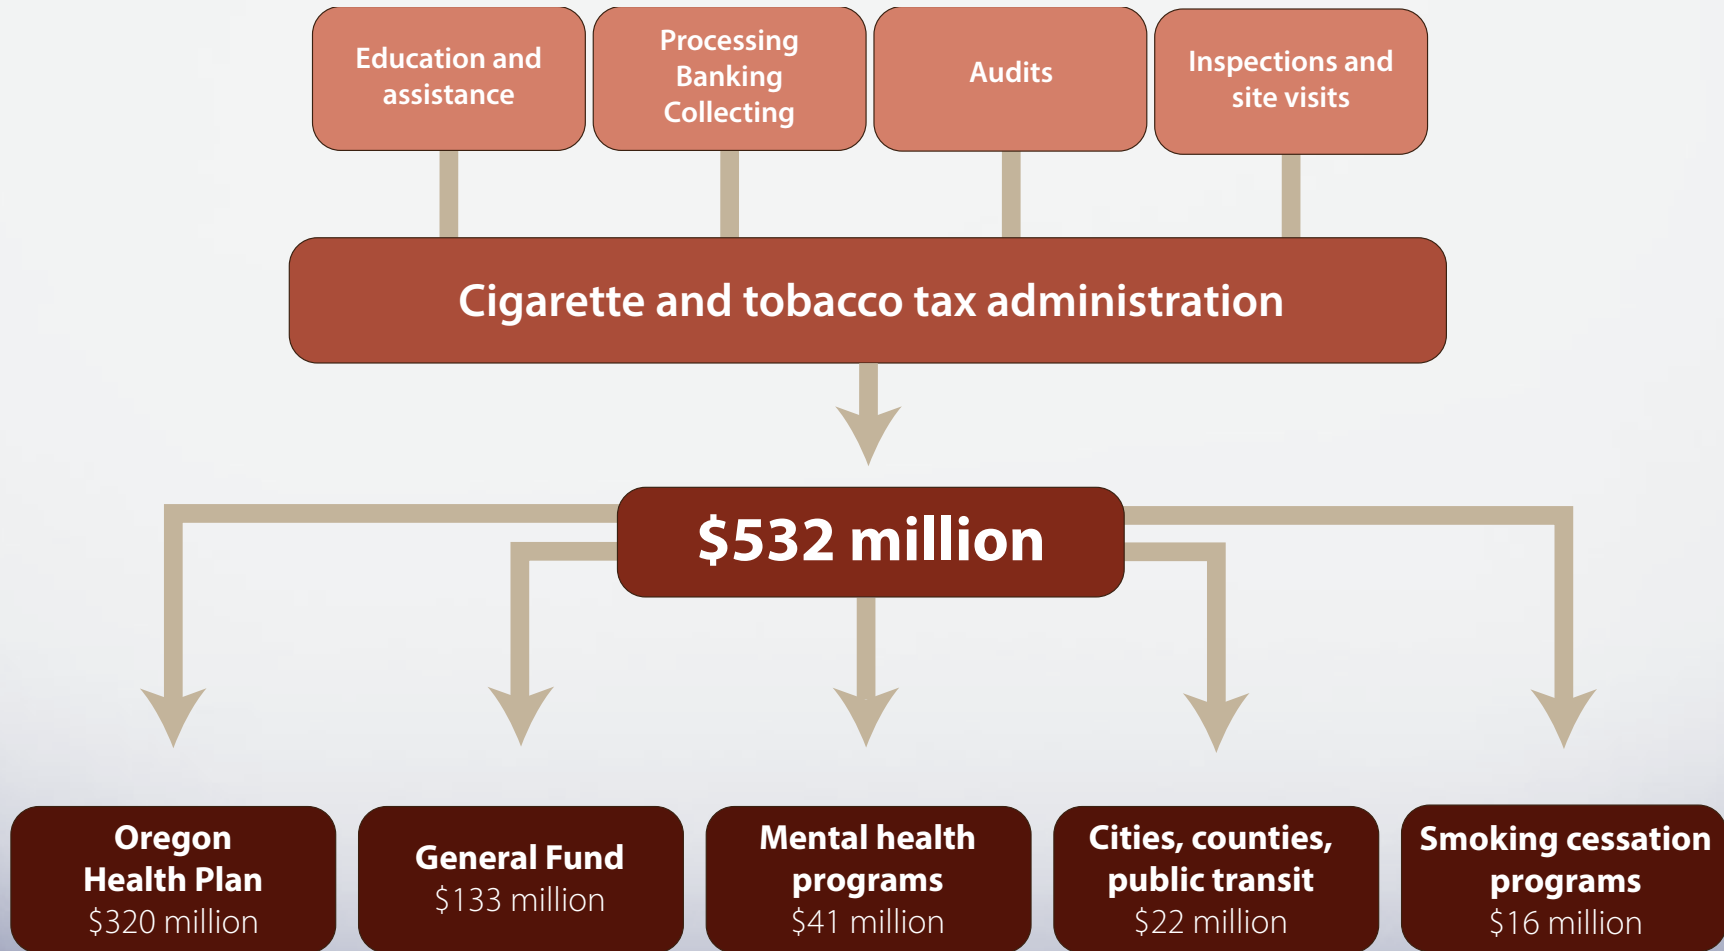 Education and
assistance
Processing
Banking
Collecting
Audits
Inspections and
site visits
Cigarette and tobacco tax administration
$532 million
Oregon
Health Plan
$320 million
General Fund
$133 million
Mental health
programs
$41 million
Cities, counties,
public transit
$22 million
Smoking cessation
programs
$16 million